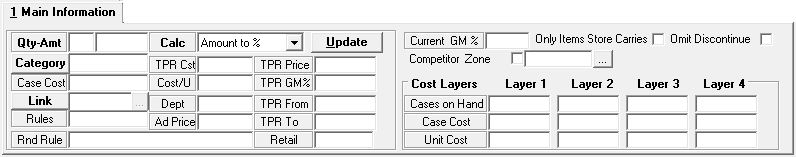 1 Main Information
Qty-Amt Calc Amount to % Update
Category TPR Cst TPR Price
Case Cost Cost/U TPR GM%
Link ... Dept TPR From
Rules Ad Price TPR To
Rnd Rule Retail
Current GM % Only Items Store Carries Omit Discontinue
Competitor Zone ...
Cost Layers Layer 1 Layer 2 Layer 3 Layer 4
Cases on Hand
Case Cost
Unit Cost